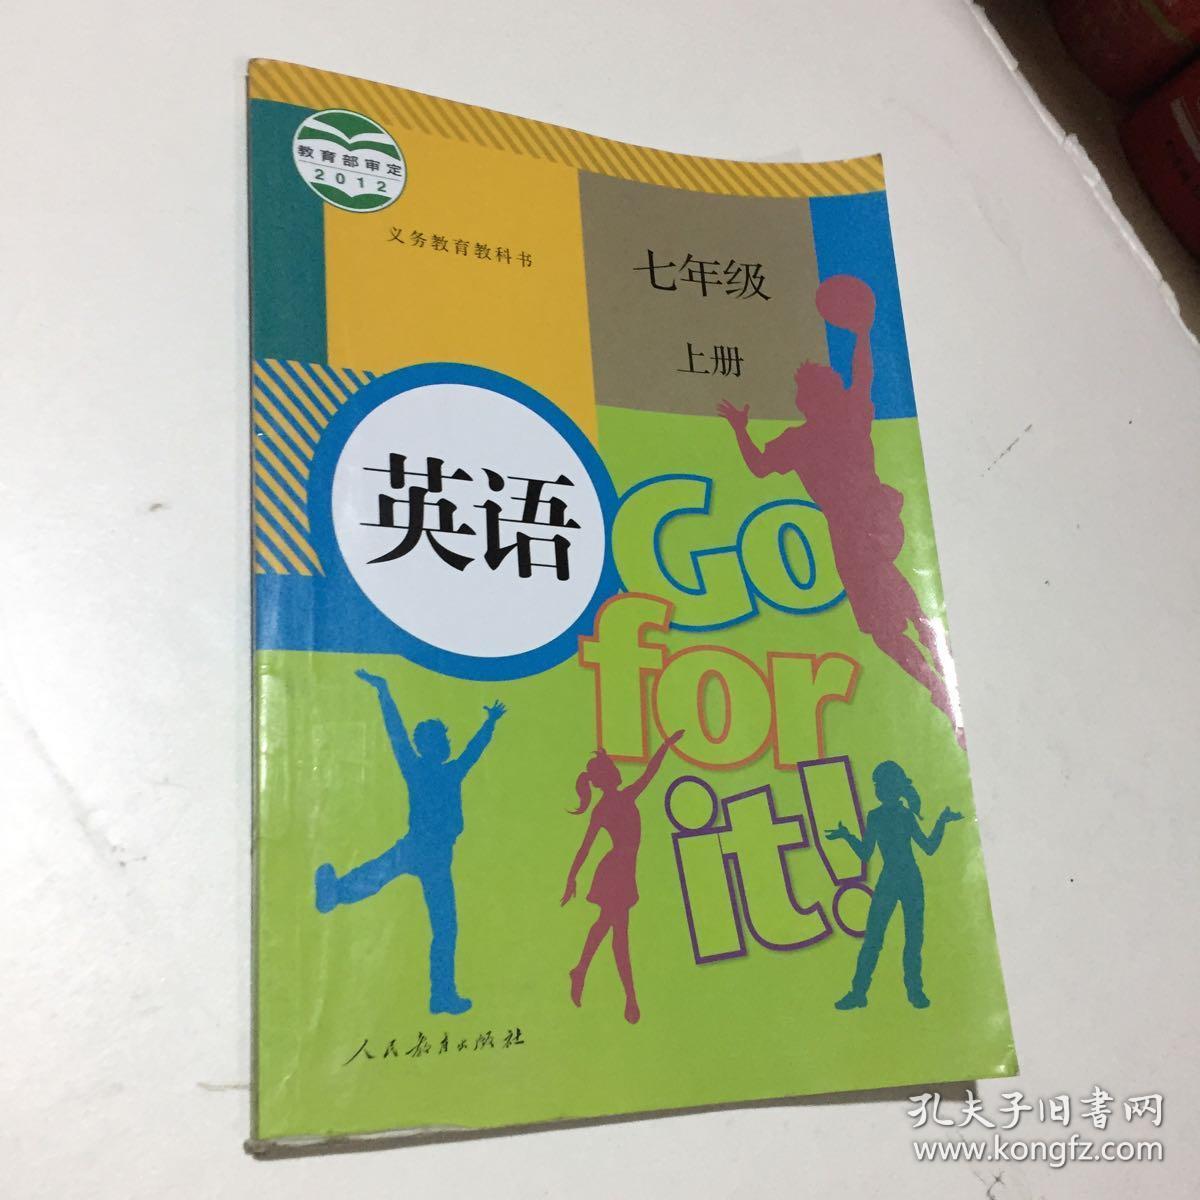 教育部审定
2012
义务教育教科书
七年级
上册
英语
Go
for
it!
人民教育出版社
孔夫子旧书网
www.kongfz.com